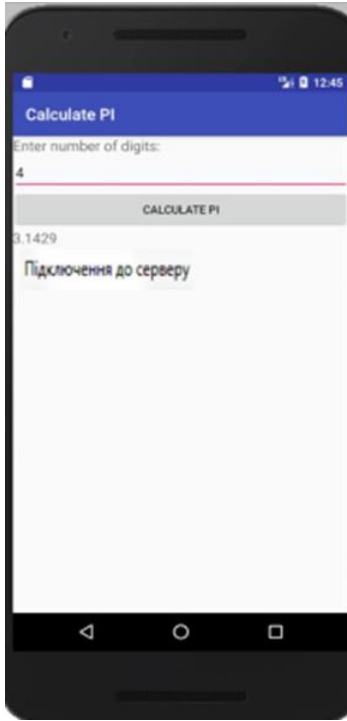 12:45
Calculate PI
Enter number of digits:
4
CALCULATE PI
3.1429
Підключення до серверу